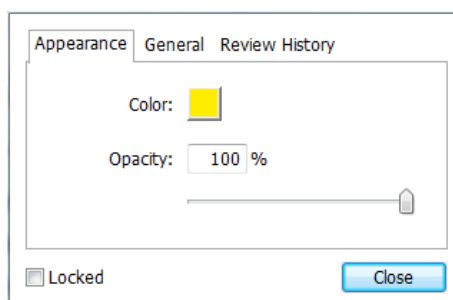 Appearance General Review History
Color:
Opacity: 100 %
Locked Close